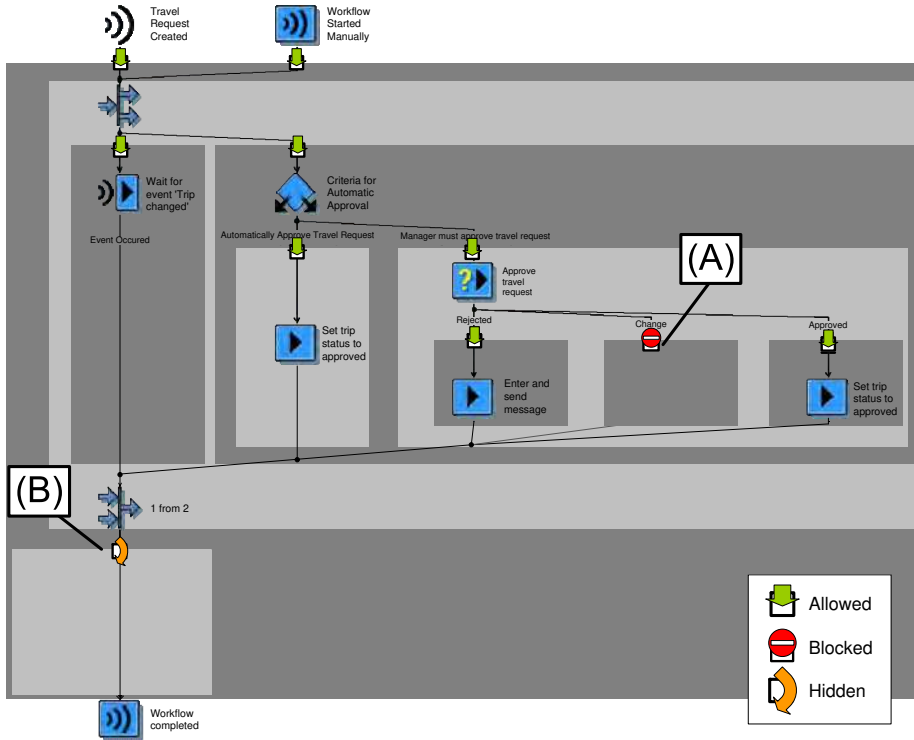 Travel
Request
Created
Workflow
Started
Manually
Wait for
event 'Trip
changed'
Criteria for
Automatic
Approval
Event Occured
Automatically Approve Travel Request
Manager must approve travel request
(A)
Approve
travel
request
Rejected
Change
Approved
Set trip
status to
approved
Enter and
send
message
Set trip
status to
approved
(B)
1 from 2
Allowed
Blocked
Hidden
Workflow
completed